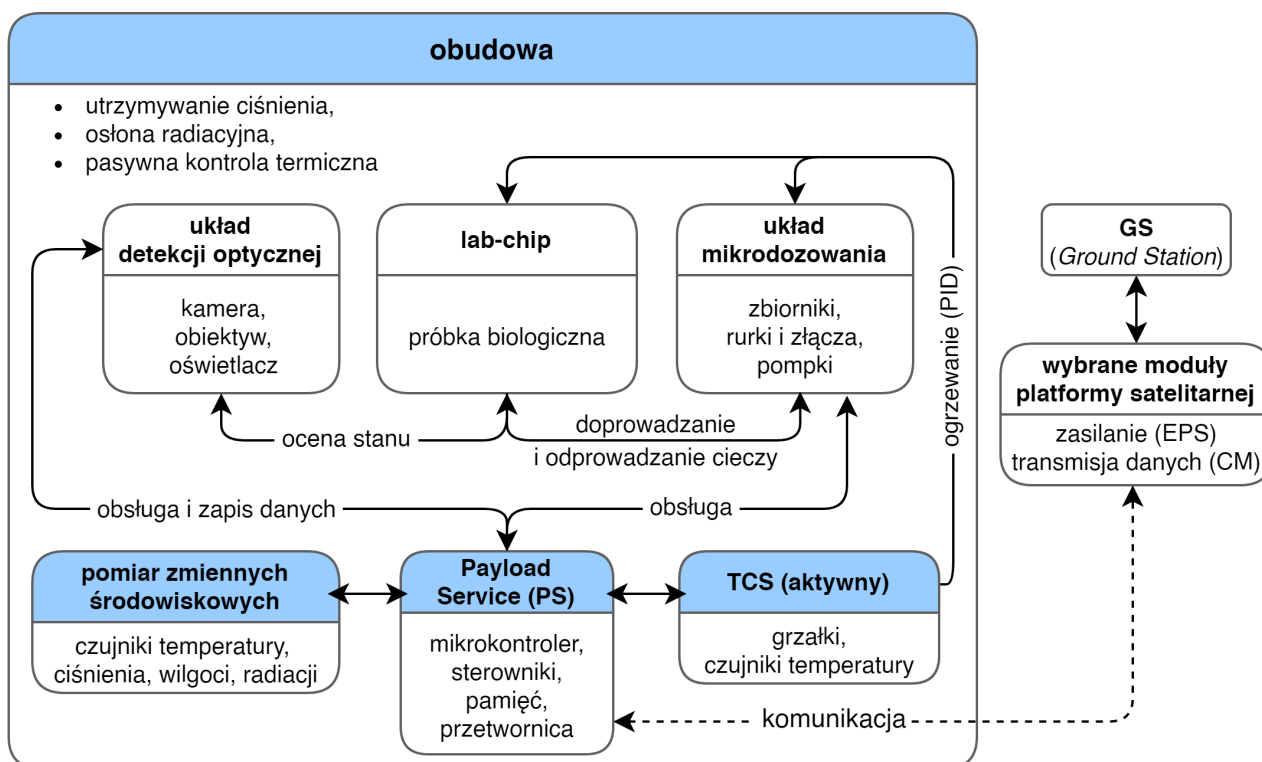 obudowa
• utrzymywanie ciśnienia,
• osłona radiacyjna,
• pasywna kontrola termiczna
układ
detekcji optycznej
kamera,
obiektyw,
oświetlacz
lab-chip
próbka biologiczna
układ
mikrodozowania
zbiorniki,
rurki i złącza,
pompki
ogrzewanie (PID)
GS
(Ground Station)
wybrane moduły
platformy satelitarnej
zasilanie (EPS)
transmisja danych (CM)
ocena stanu
doprowadzanie
i odprowadzanie cieczy
obsługa i zapis danych
obsługa
pomiar zmiennych
środowiskowych
czujniki temperatury,
ciśnienia, wilgoci, radiacji
Payload
Service (PS)
mikrokontroler,
sterowniki,
pamięć,
przetwornica
TCS (aktywny)
grzałki,
czujniki temperatury
komunikacja